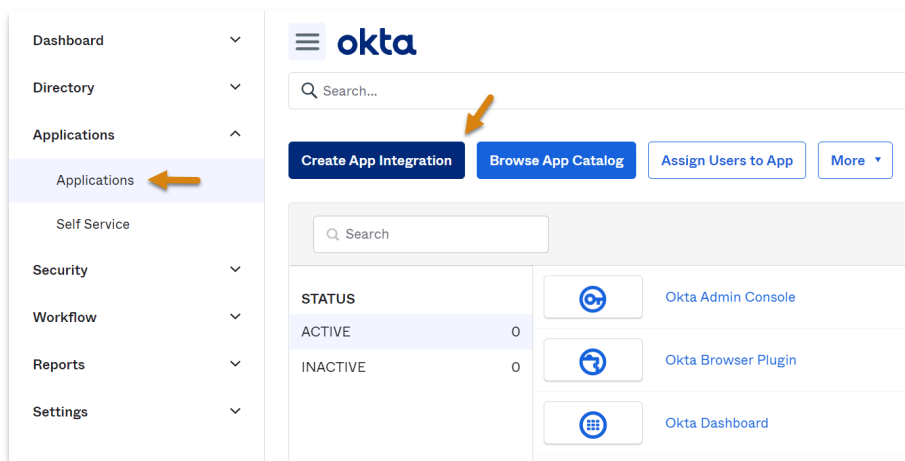 Dashboard
Directory
Applications
Applications
Self Service
Security
Workflow
Reports
Settings
okta
Search...
Create App Integration
Browse App Catalog
Assign Users to App
More
Search
STATUS
ACTIVE 0
INACTIVE 0
Okta Admin Console
Okta Browser Plugin
Okta Dashboard